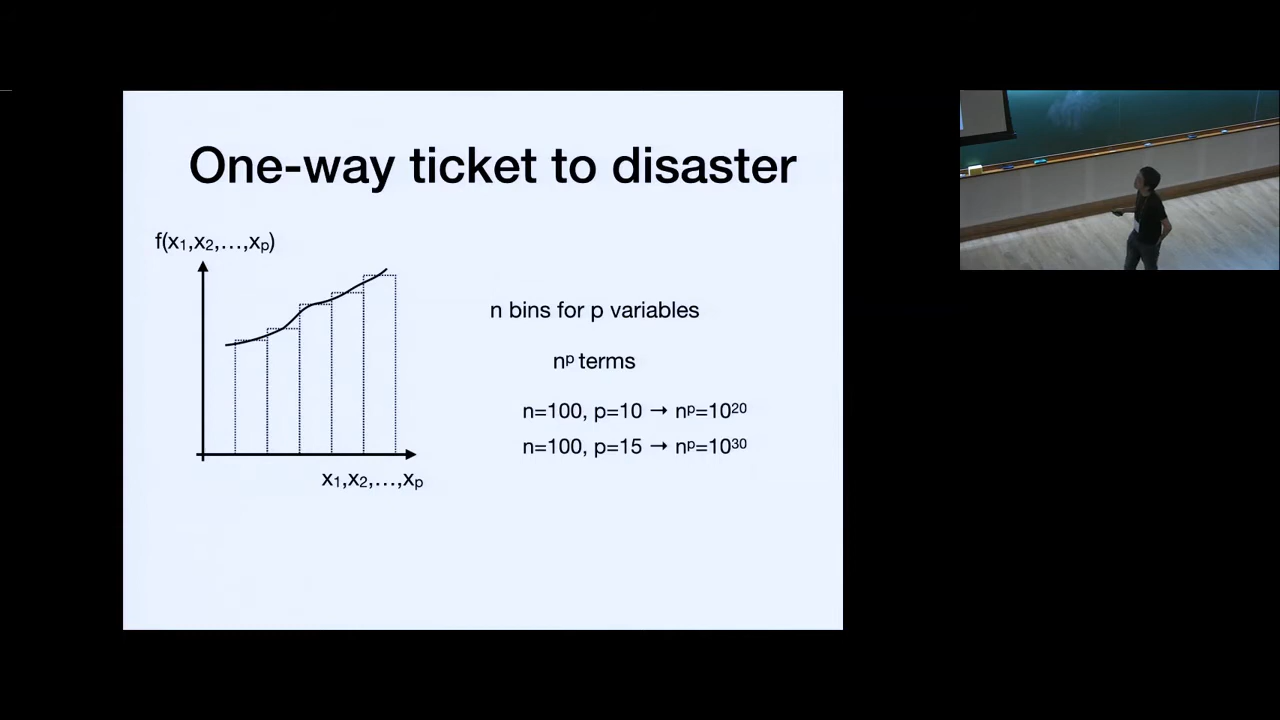 One-way ticket to disaster
f(x₁,x₂,…,xₚ)
n bins for p variables
nᵖ terms
n=100, p=10 → nᵖ=10²⁰
n=100, p=15 → nᵖ=10³⁰
x₁,x₂,…,xₚ